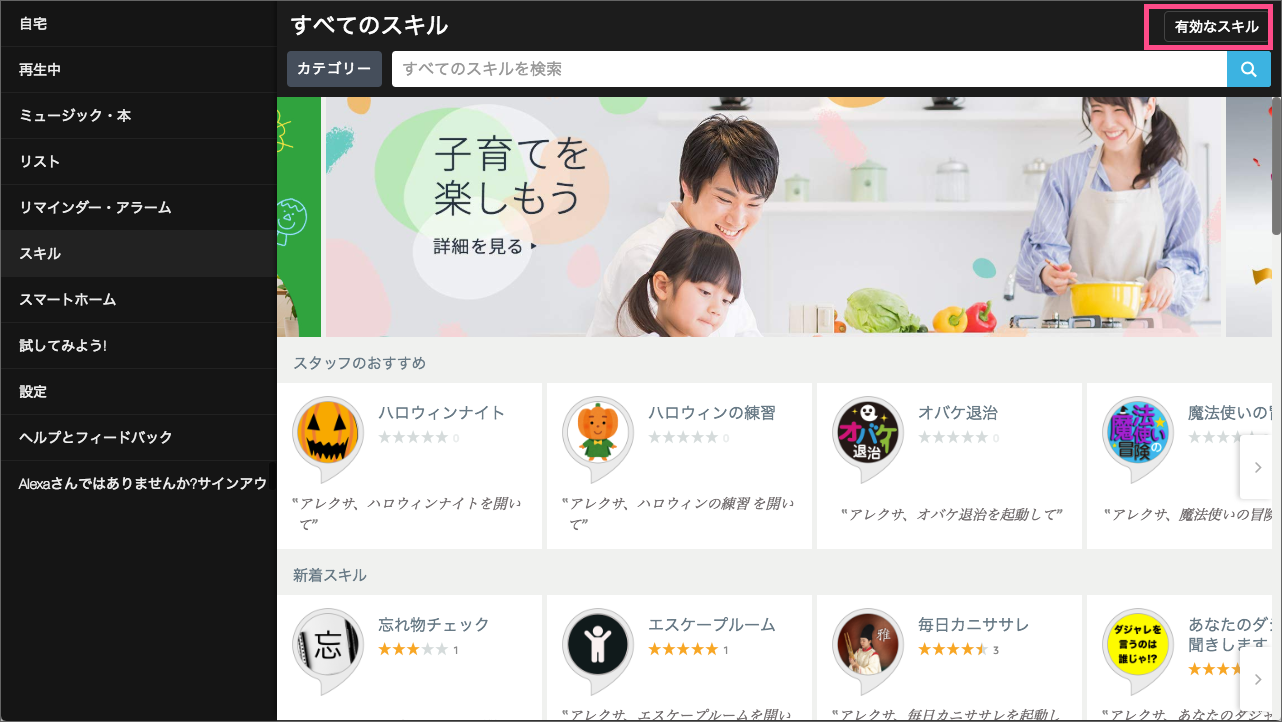 自宅
再生中
ミュージック・本
リスト
リマインダー・アラーム
スキル
スマートホーム
試してみよう!
設定
ヘルプとフィードバック
Alexaさんではありませんか?サインアウ
すべてのスキル
有効なスキル
カテゴリー
すべてのスキルを検索
子育てを
楽しもう
詳細を見る
スタッフのおすすめ
ハロウィンナイト
0
“アレクサ、ハロウィンナイトを開い
て”
ハロウィンの練習
0
“アレクサ、ハロウィンの練習 を開い
て”
オバケ
退治
オバケ退治
0
“アレクサ、オバケ退治を起動して”
魔法
使いの
冒険
魔法使いの冒
“アレクサ、魔法使いの冒険
新着スキル
忘
忘れ物チェック
1
エスケープルーム
1
“アレクサ、エスケープルームを開い
雅
毎日カニササレ
3
“アレクサ、毎日カニササレを起動し
ダジャレを
言うのは
誰じゃ!?
あなたのダジ
聞きします
“アレクサ、あなたのダジャ